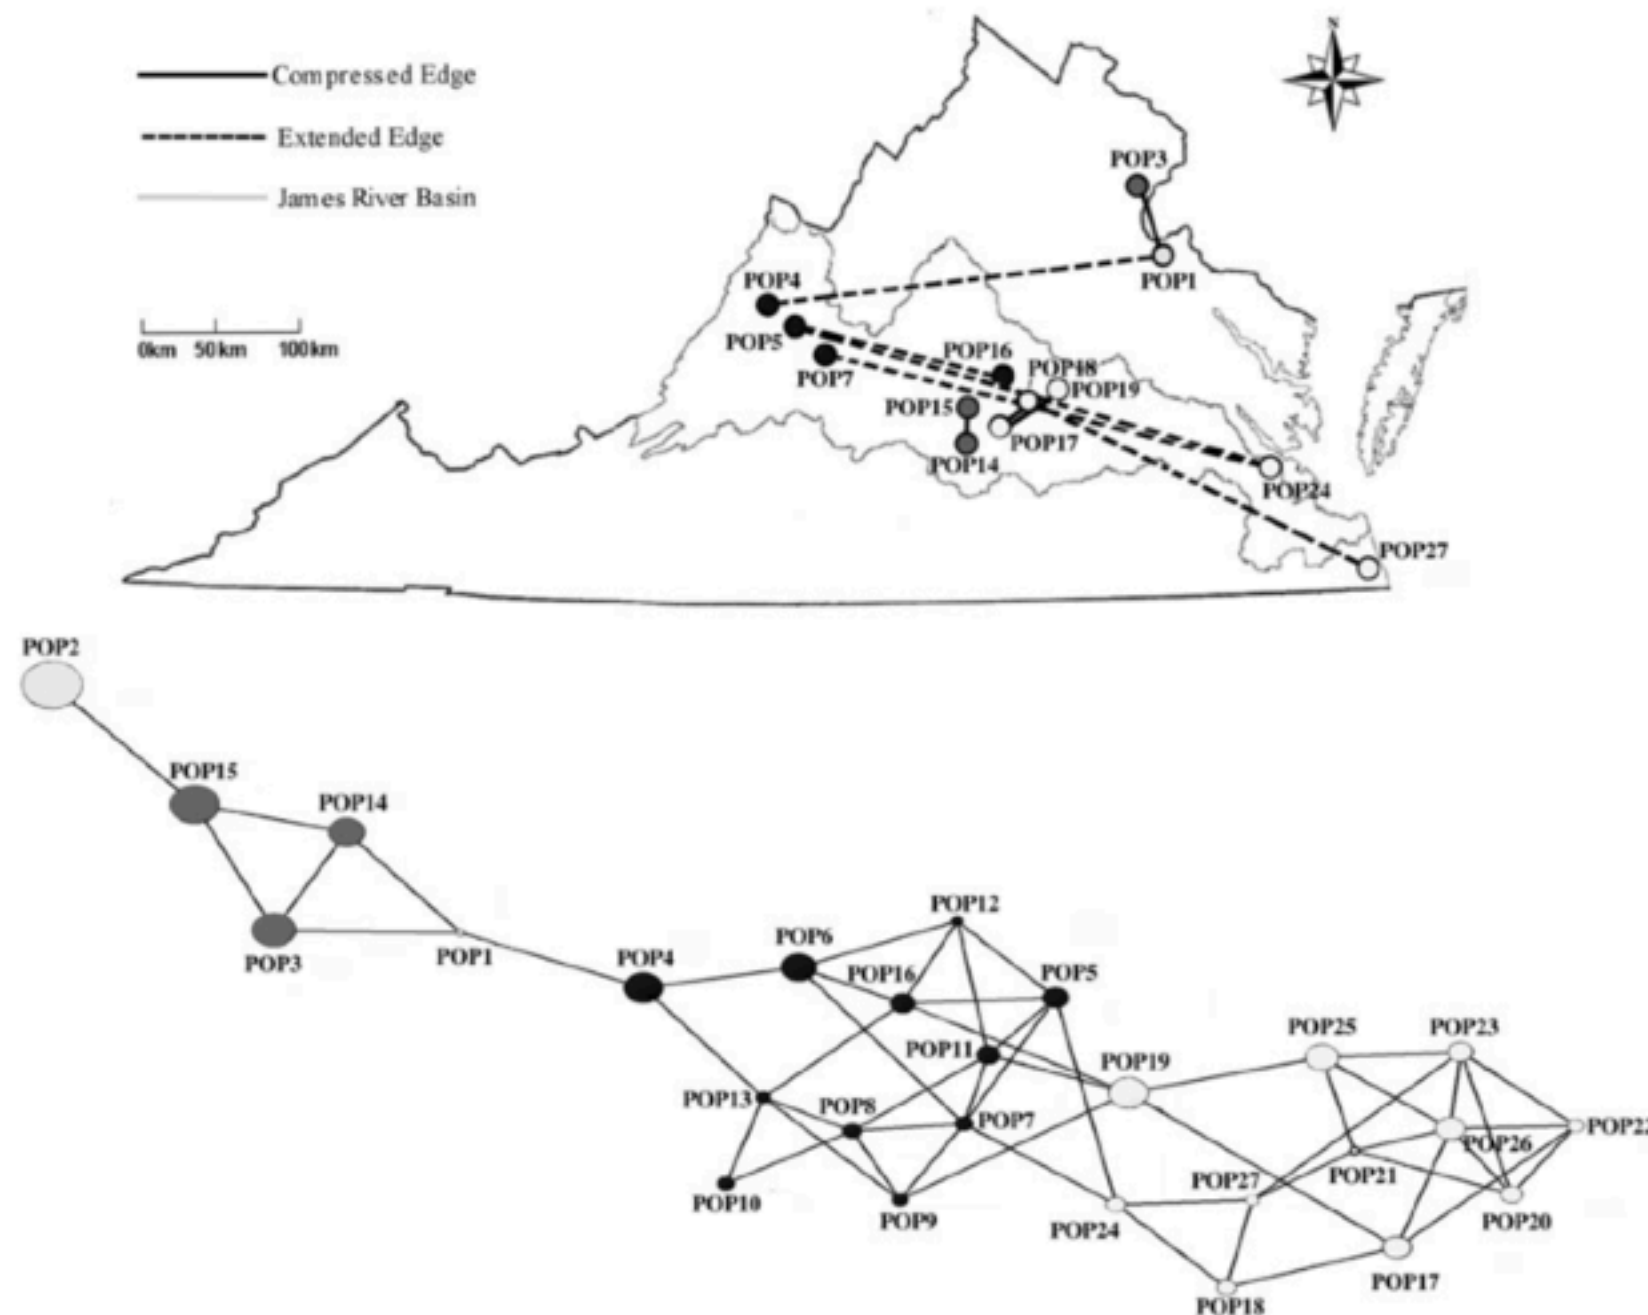 N
Compressed Edge
Extended Edge
James River Basin
0km 50km 100km
POP3
POP1
POP4
POP5
POP7
POP16
POP18
POP19
POP15
POP17
POP14
POP24
POP27
POP2
POP15
POP14
POP3
POP1
POP4
POP6
POP12
POP16
POP5
POP11
POP19
POP25
POP23
POP13
POP8
POP7
POP26
POP22
POP21
POP10
POP9
POP24
POP27
POP20
POP17
POP18